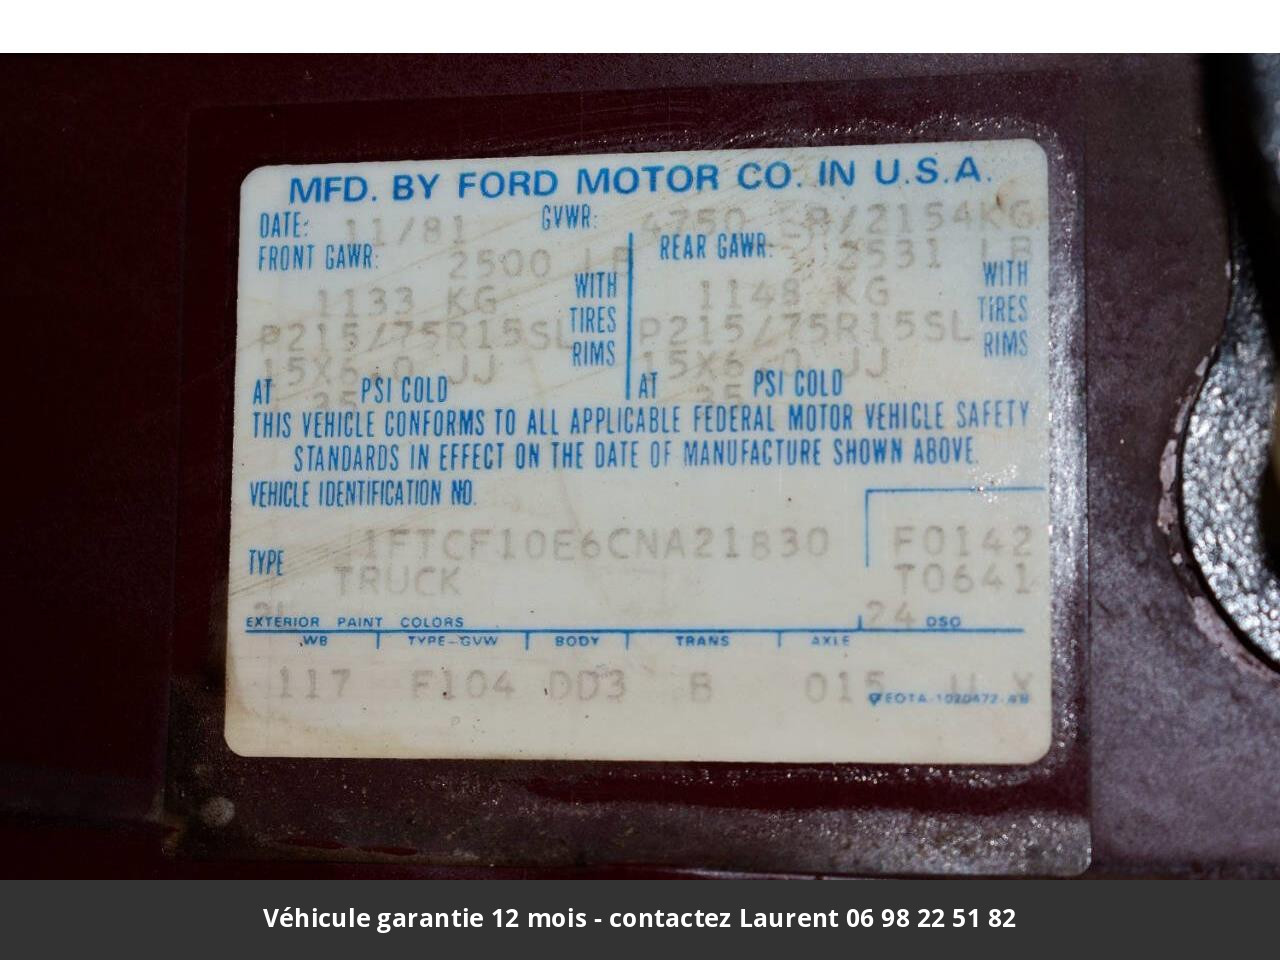 MFD. BY FORD MOTOR CO. IN U.S.A.
DATE: 11/81 GVWR: 4750 LB/2154KG
FRONT GAWR: 2500 LB REAR GAWR: 2531 LB
1133 KG WITH 1148 KG WITH
P215/75R15SL TIRES P215/75R15SL TIRES
15X6.0 JJ RIMS 15X6.0 JJ RIMS
AT 35 PSI COLD AT 35 PSI COLD
THIS VEHICLE CONFORMS TO ALL APPLICABLE FEDERAL MOTOR VEHICLE SAFETY
STANDARDS IN EFFECT ON THE DATE OF MANUFACTURE SHOWN ABOVE.
VEHICLE IDENTIFICATION NO.
1FTCF10E6CNA21830 F0142
TYPE TRUCK T0641
24
EXTERIOR PAINT COLORS DSO
WB TYPE-GVW BODY TRANS AXLE
117 F104 DD3 B 015
Véhicule garantie 12 mois - contactez Laurent 06 98 22 51 82